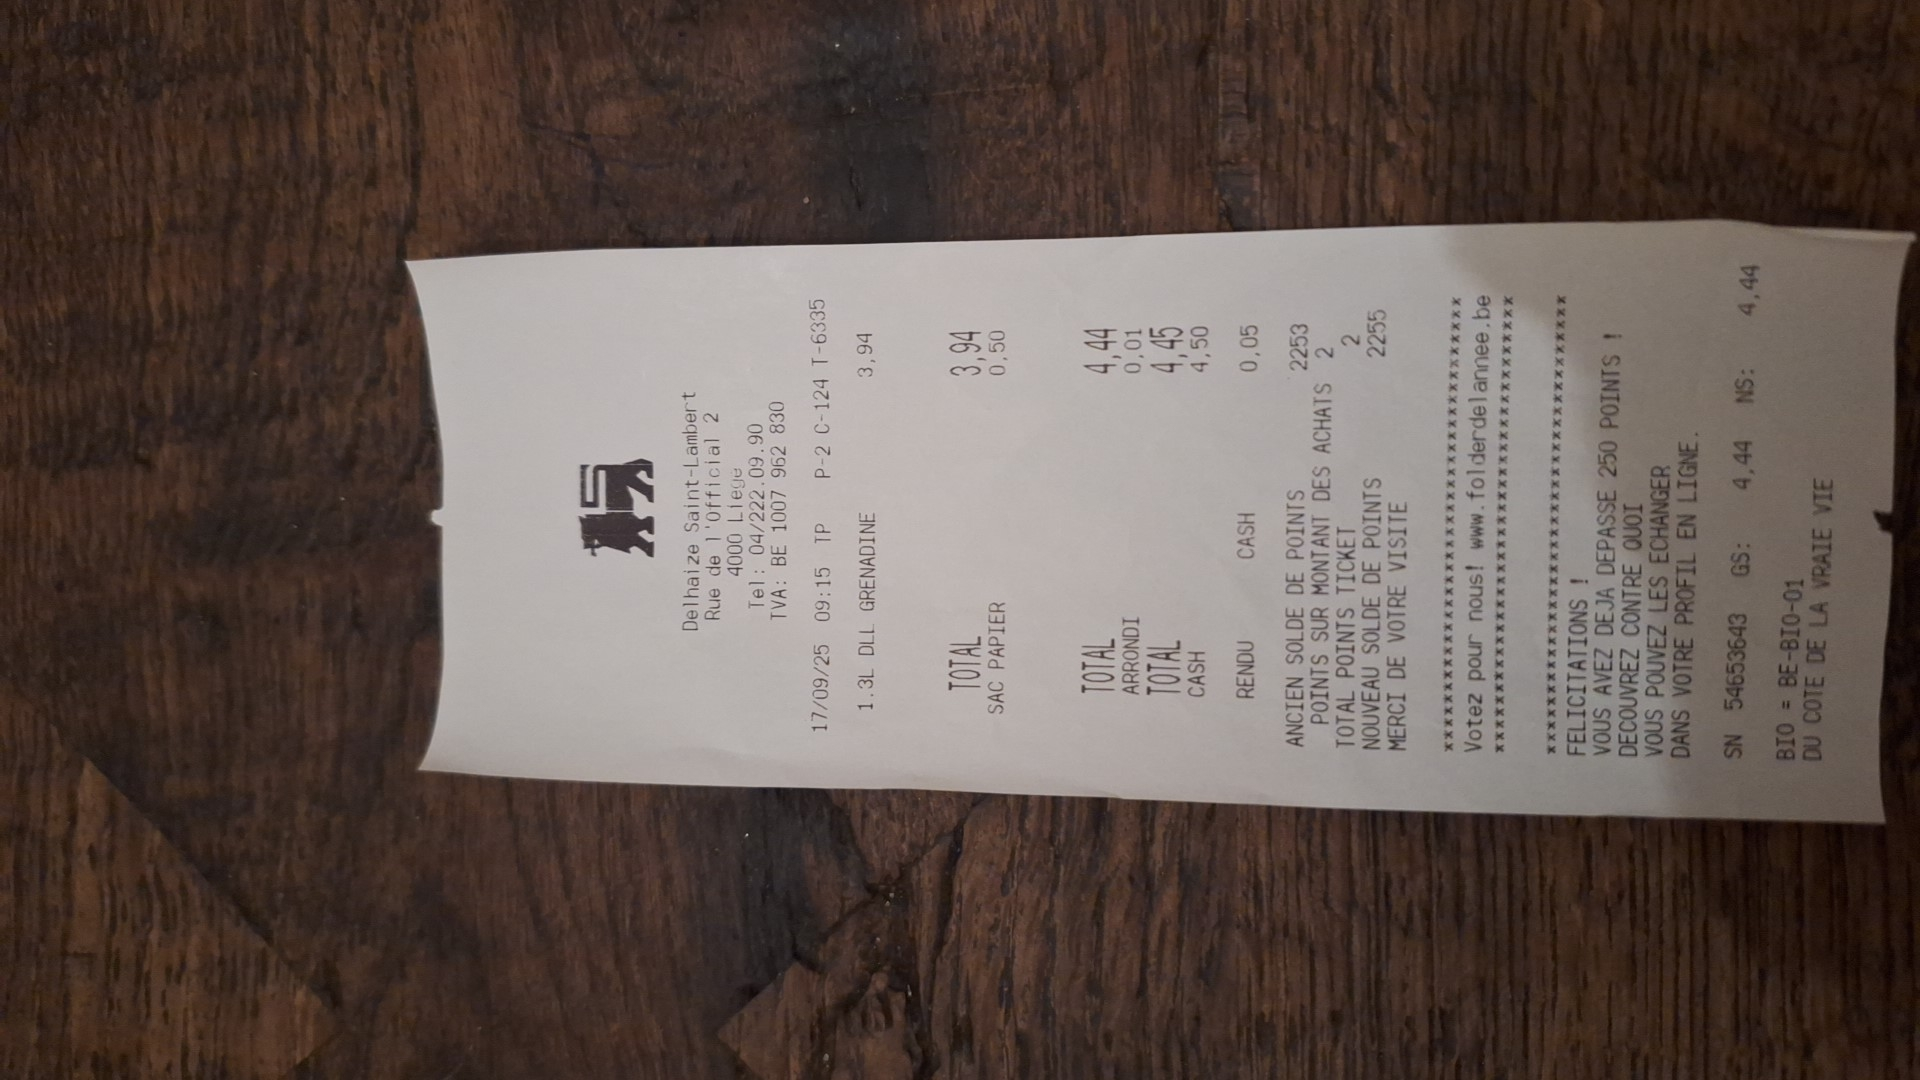 Delhaize Saint-Lambert
Rue de l'Official 2
4000 Liege
Tel: 04/222.09.90
TVA: BE 1007 962 830
17/09/25 09:15 TP P-2 C-124 T-6335
1.3L DLL GRENADINE 3,94
TOTAL 3,94
SAC PAPIER 0,50
TOTAL 4,44
ARRONDI 0,01
TOTAL 4,45
CASH 4,50
RENDU CASH 0,05
ANCIEN SOLDE DE POINTS 2253
POINTS SUR MONTANT DES ACHATS 2
TOTAL POINTS TICKET 2
NOUVEAU SOLDE DE POINTS 2255
MERCI DE VOTRE VISITE
xxxxxxxxxxxxxxxxxxxxxxxxxxxxxxxxxxxxxx
Votez pour nous! www.folderdelannee.be
xxxxxxxxxxxxxxxxxxxxxxxxxxxxxxxxxxxxxx
xxxxxxxxxxxxxxxxxxxxxxxxxxxxxxxxxxxxxx
FELICITATIONS !
VOUS AVEZ DEJA DEPASSE 250 POINTS !
DECOUVREZ CONTRE QUOI
VOUS POUVEZ LES ECHANGER
DANS VOTRE PROFIL EN LIGNE.
SN 54653643 GS: 4,44 NS: 4,44
BIO = BE-BIO-01
DU COTE DE LA VRAIE VIE